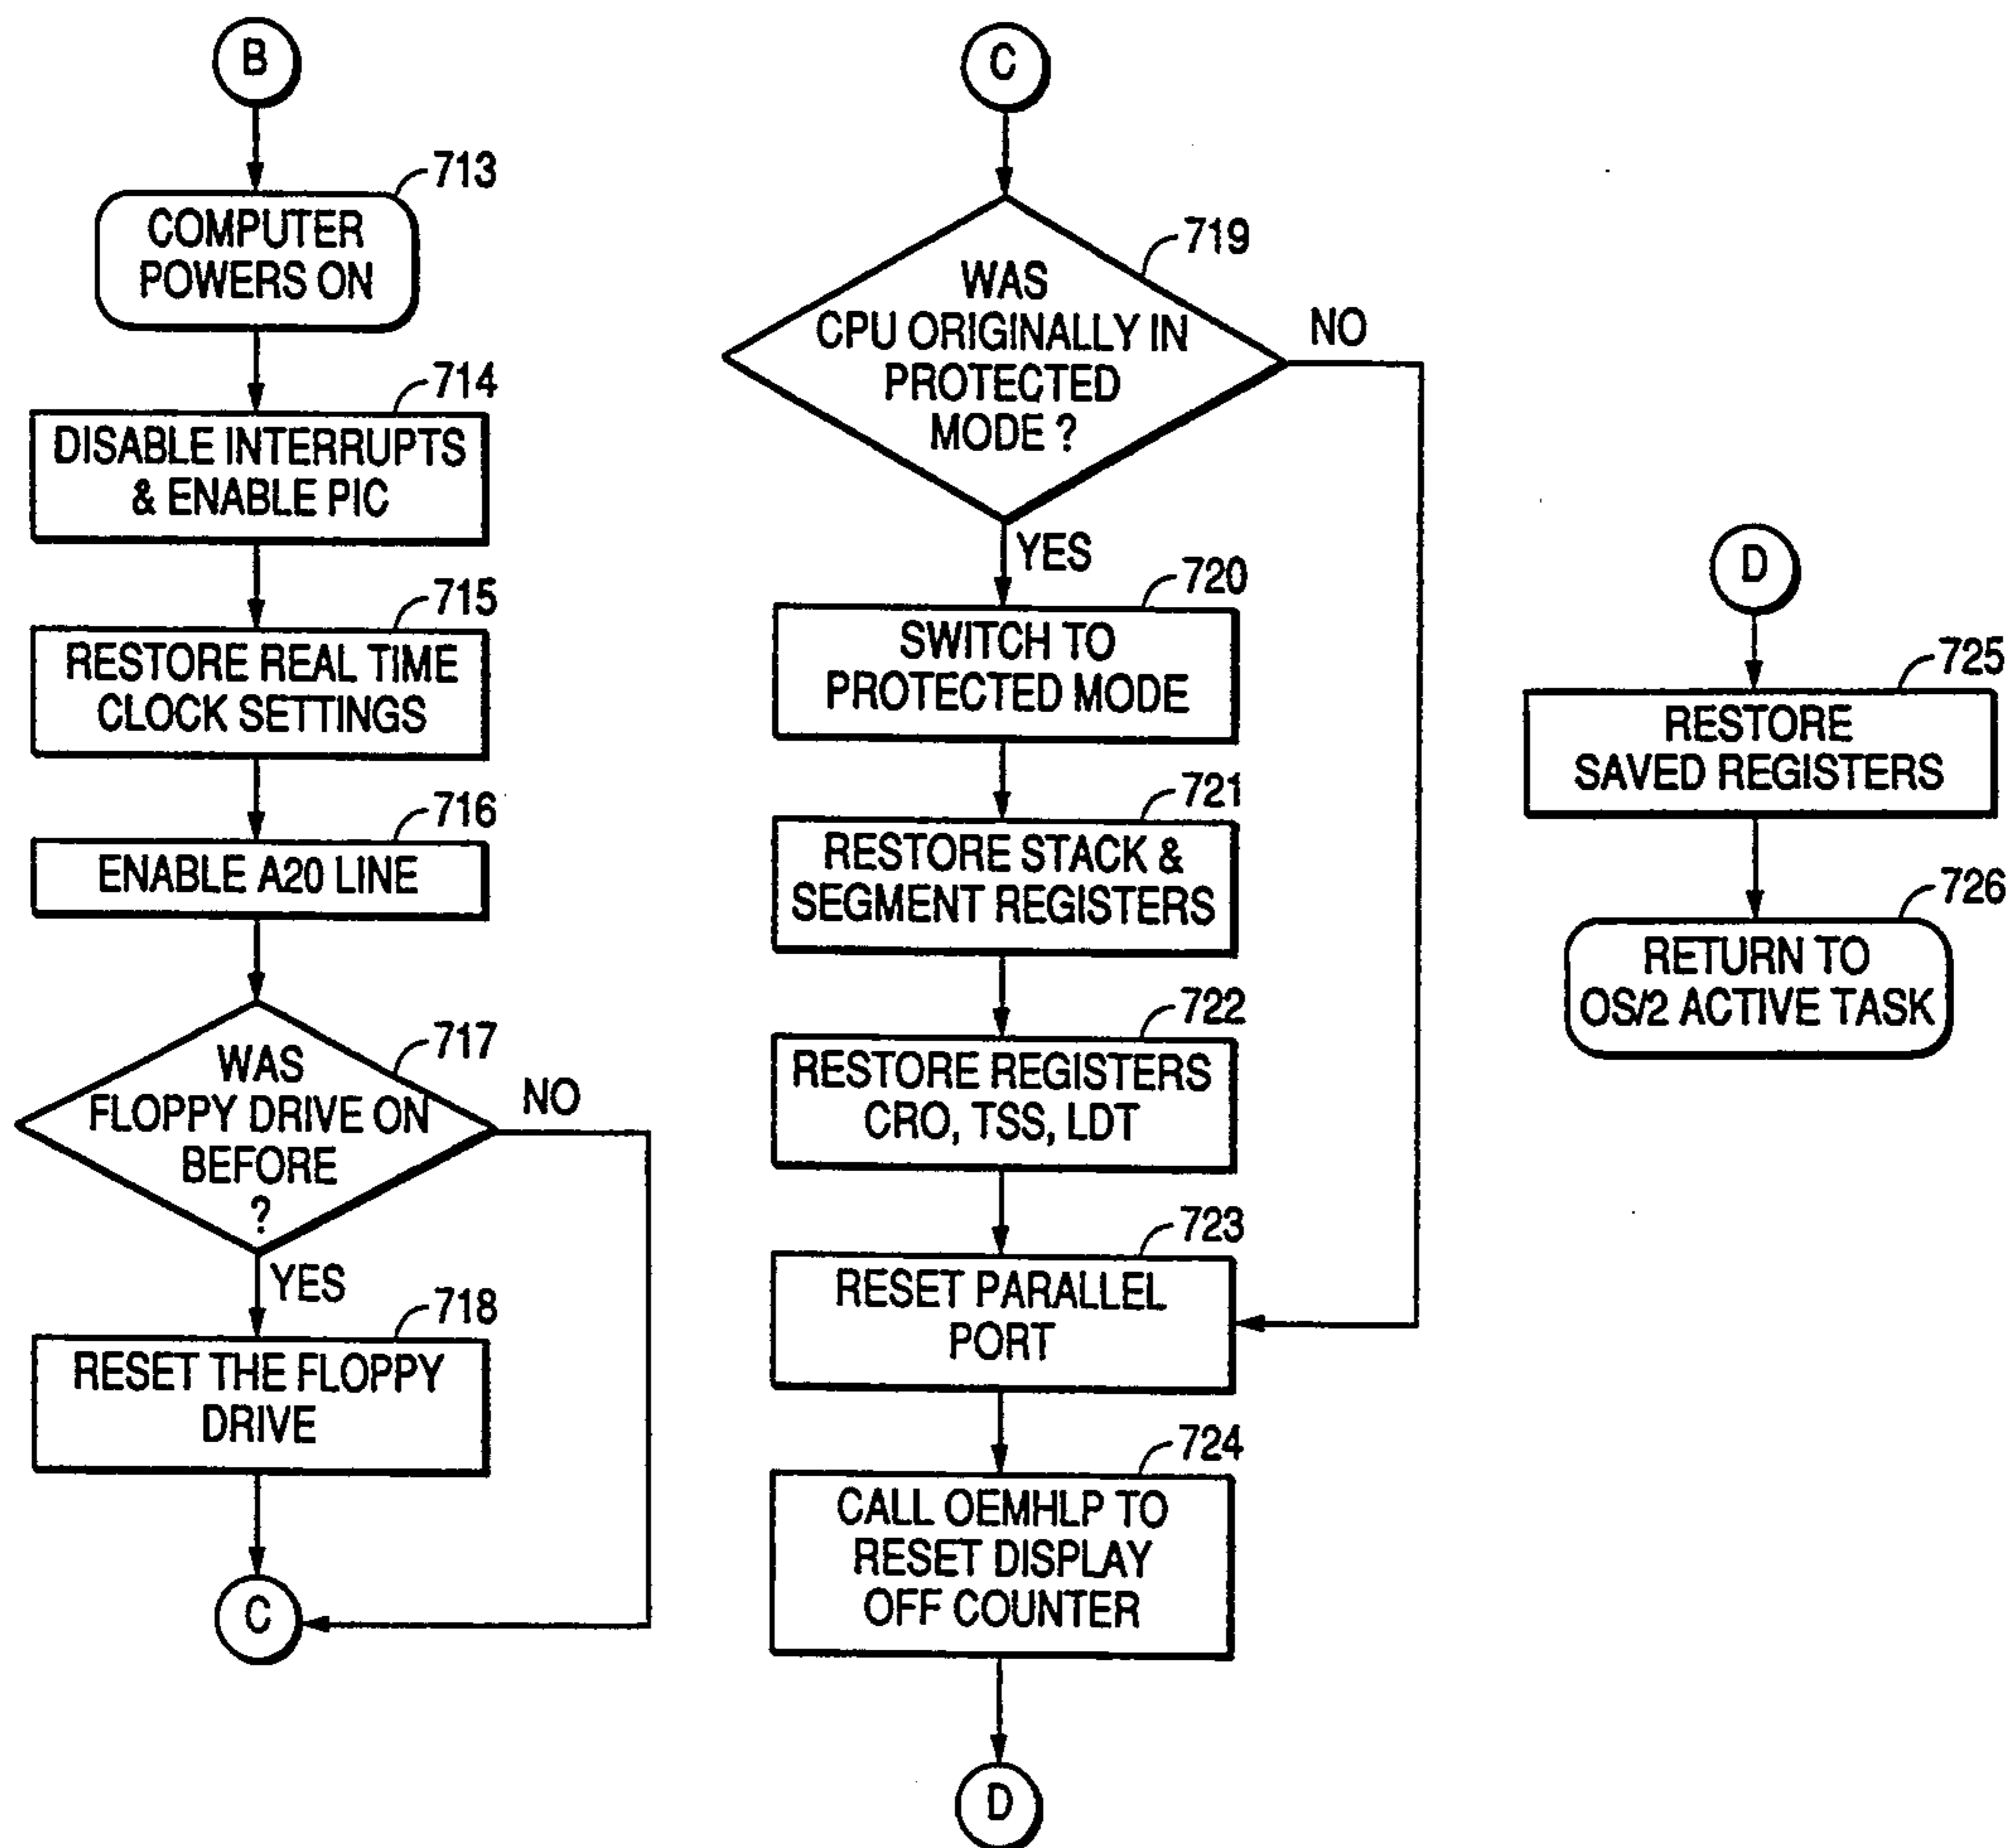 B
713
COMPUTER
POWERS ON
714
DISABLE INTERRUPTS
& ENABLE PIC
715
RESTORE REAL TIME
CLOCK SETTINGS
716
ENABLE A20 LINE
717
WAS
FLOPPY DRIVE ON
BEFORE
?
NO
YES
718
RESET THE FLOPPY
DRIVE
C
C
719
WAS
CPU ORIGINALLY IN
PROTECTED
MODE ?
NO
YES
720
SWITCH TO
PROTECTED MODE
721
RESTORE STACK &
SEGMENT REGISTERS
722
RESTORE REGISTERS
CRO, TSS, LDT
723
RESET PARALLEL
PORT
724
CALL OEMHLP TO
RESET DISPLAY
OFF COUNTER
D
D
725
RESTORE
SAVED REGISTERS
726
RETURN TO
OS/2 ACTIVE TASK